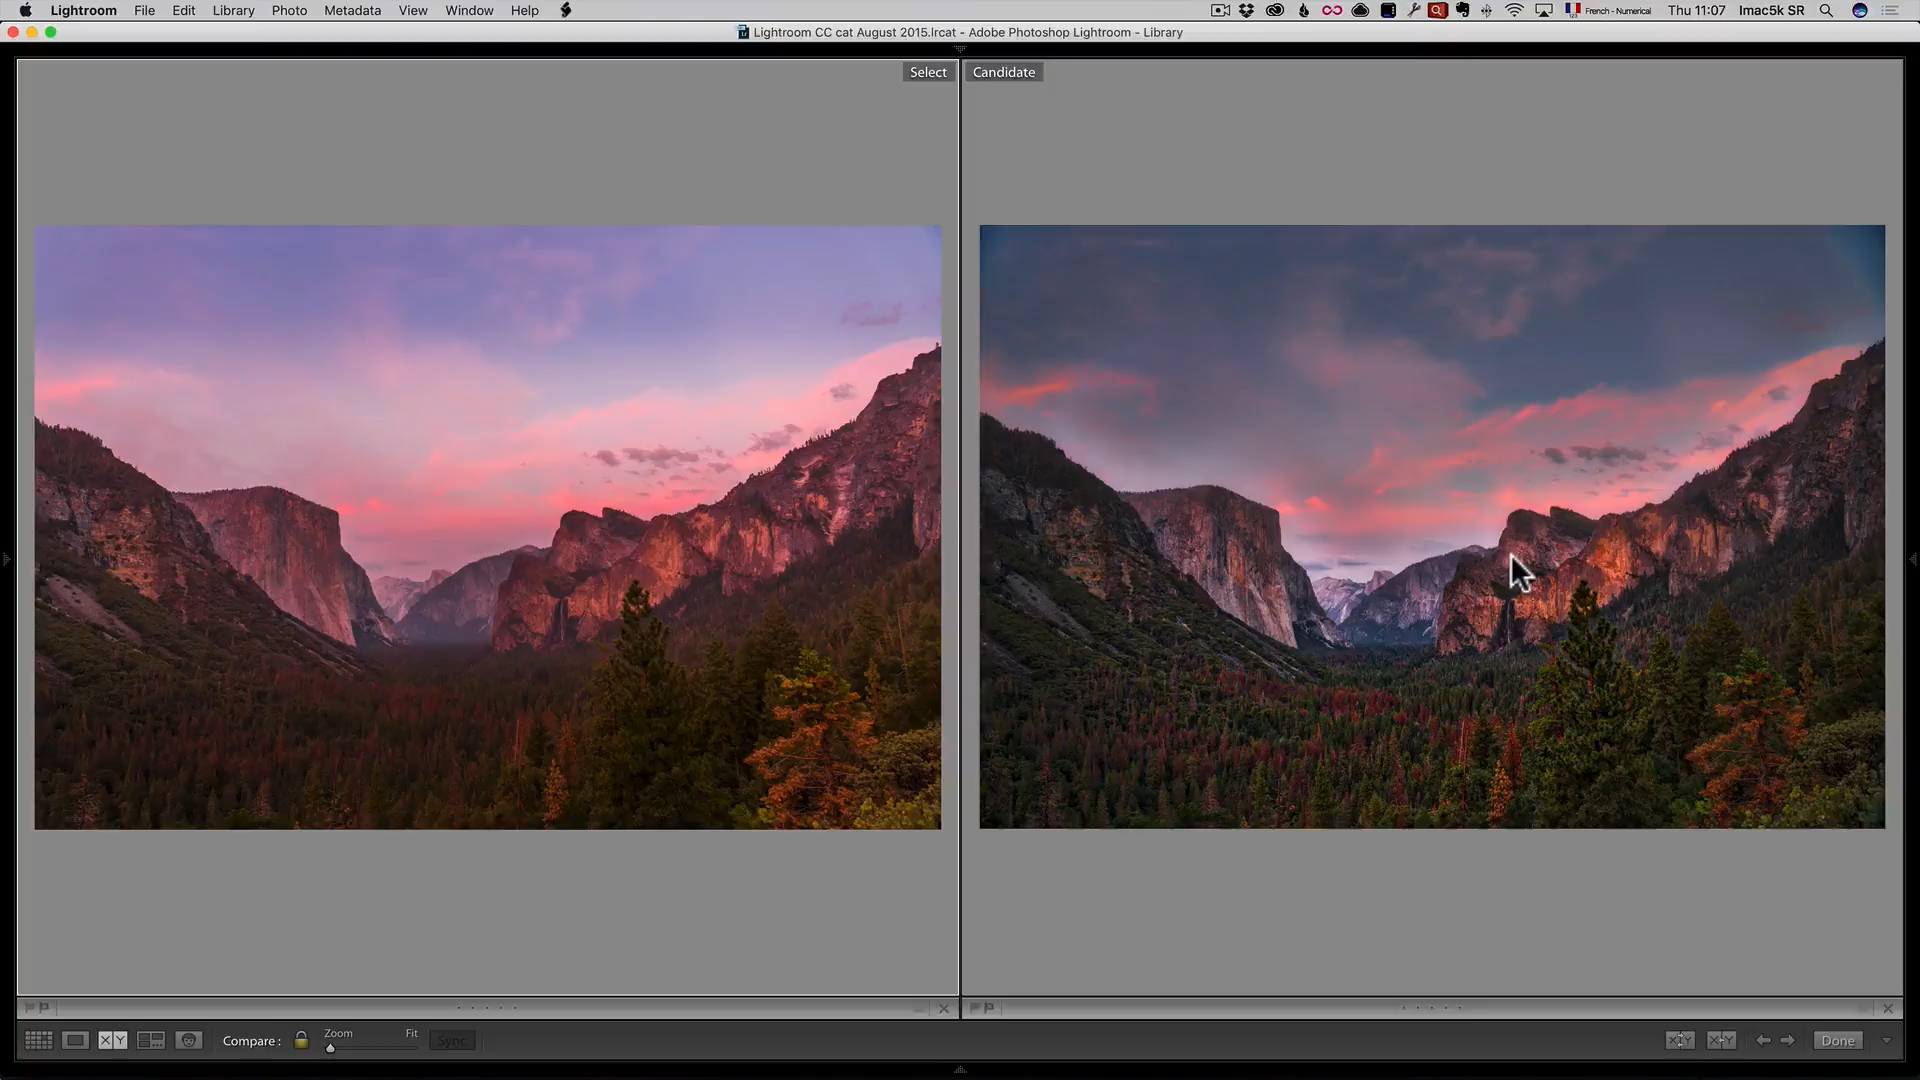 Lightroom File Edit Library Photo Metadata View Window Help French - Numerical Thu 11:07 Imac5k SR
Lightroom CC cat August 2015.lrcat - Adobe Photoshop Lightroom - Library
Select Candidate
X Y Compare : Zoom Fit Sync Done